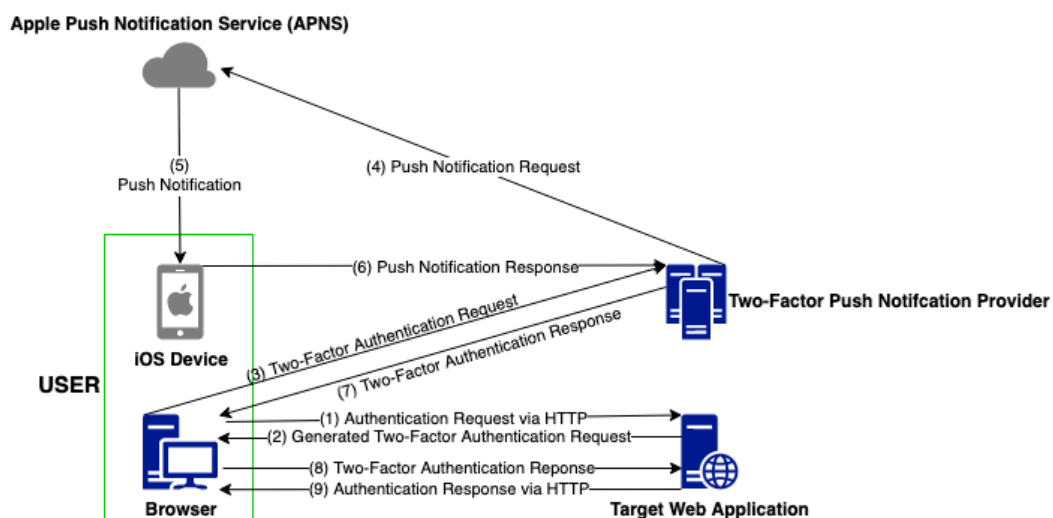 Apple Push Notification Service (APNS)
(5)
Push Notification
(4) Push Notification Request
(6) Push Notification Response
Two-Factor Push Notifcation Provider
(3) Two-Factor Authentication Request
(7) Two-Factor Authentication Response
iOS Device
USER
(1) Authentication Request via HTTP
(2) Generated Two-Factor Authentication Request
(8) Two-Factor Authentication Reponse
(9) Authentication Response via HTTP
Browser
Target Web Application